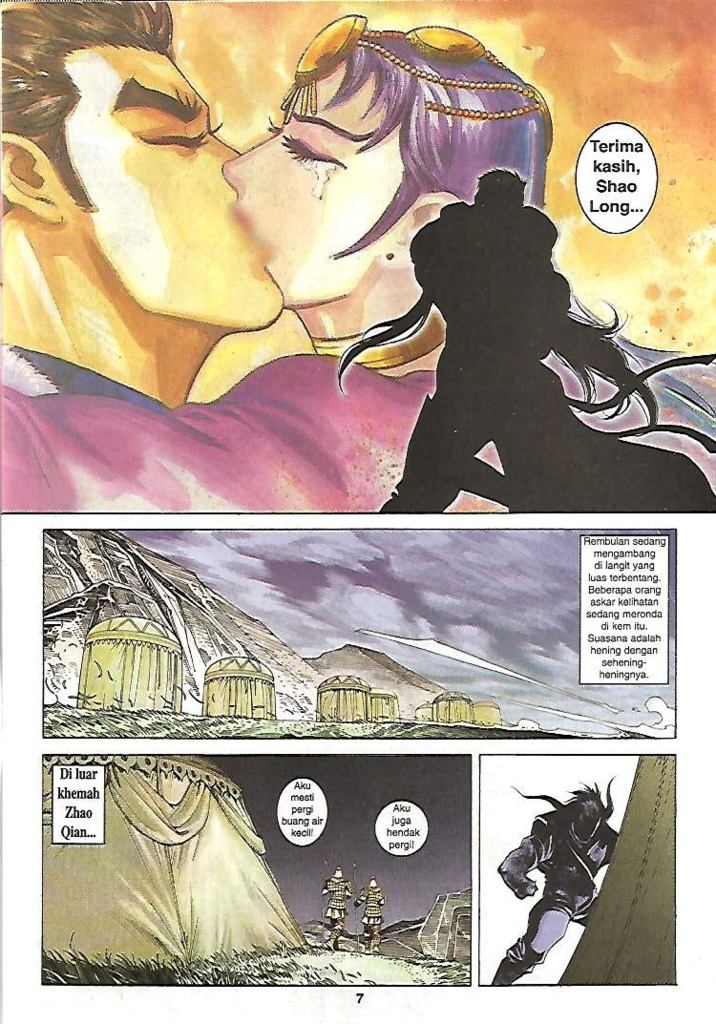 Terima
kasih,
Shao
Long...
Rembulan sedang
mengambang
di langit yang
luas terbentang.
Beberapa orang
askar kelihatan
sedang meronda
di kem itu.
Suasana adalah
hening dengan
sehening-
heningnya.
Di luar
khemah
Zhao
Qian...
Aku
mesti
pergi
buang air
kecil!
Aku
juga
hendak
pergi!
7